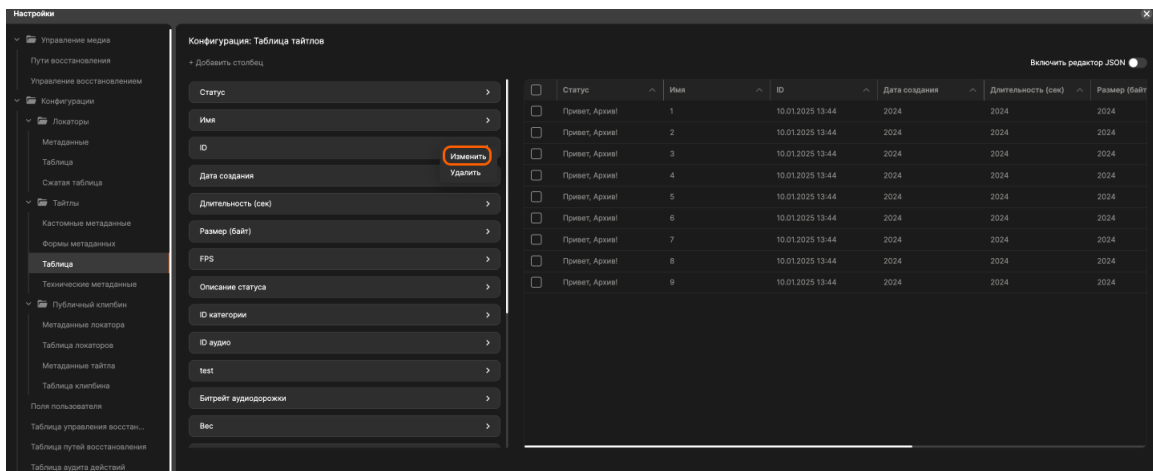 Настройки
Управление медиа
Пути восстановления
Управление восстановлением
Конфигурации
Локаторы
Метаданные
Таблица
Сжатая таблица
Тайтлы
Кастомные метаданные
Формы метаданных
Таблица
Технические метаданные
Публичный клипбин
Метаданные локатора
Таблица локаторов
Метаданные тайтла
Таблица клипбина
Поля пользователя
Таблица управления восстан...
Таблица путей восстановления
Таблица аудита действий
Конфигурация: Таблица тайтлов
+ Добавить столбец
Включить редактор JSON
Статус
Имя
ID
Изменить
Удалить
Дата создания
Длительность (сек)
Размер (байт)
FPS
Описание статуса
ID категории
ID аудио
test
Битрейт аудиодорожки
Вес
Статус Имя ID Дата создания Длительность (сек) Размер (байт
Привет, Архив! 1 10.01.2025 13:44 2024 2024 2024
Привет, Архив! 2 10.01.2025 13:44 2024 2024 2024
Привет, Архив! 3 10.01.2025 13:44 2024 2024 2024
Привет, Архив! 4 10.01.2025 13:44 2024 2024 2024
Привет, Архив! 5 10.01.2025 13:44 2024 2024 2024
Привет, Архив! 6 10.01.2025 13:44 2024 2024 2024
Привет, Архив! 7 10.01.2025 13:44 2024 2024 2024
Привет, Архив! 8 10.01.2025 13:44 2024 2024 2024
Привет, Архив! 9 10.01.2025 13:44 2024 2024 2024